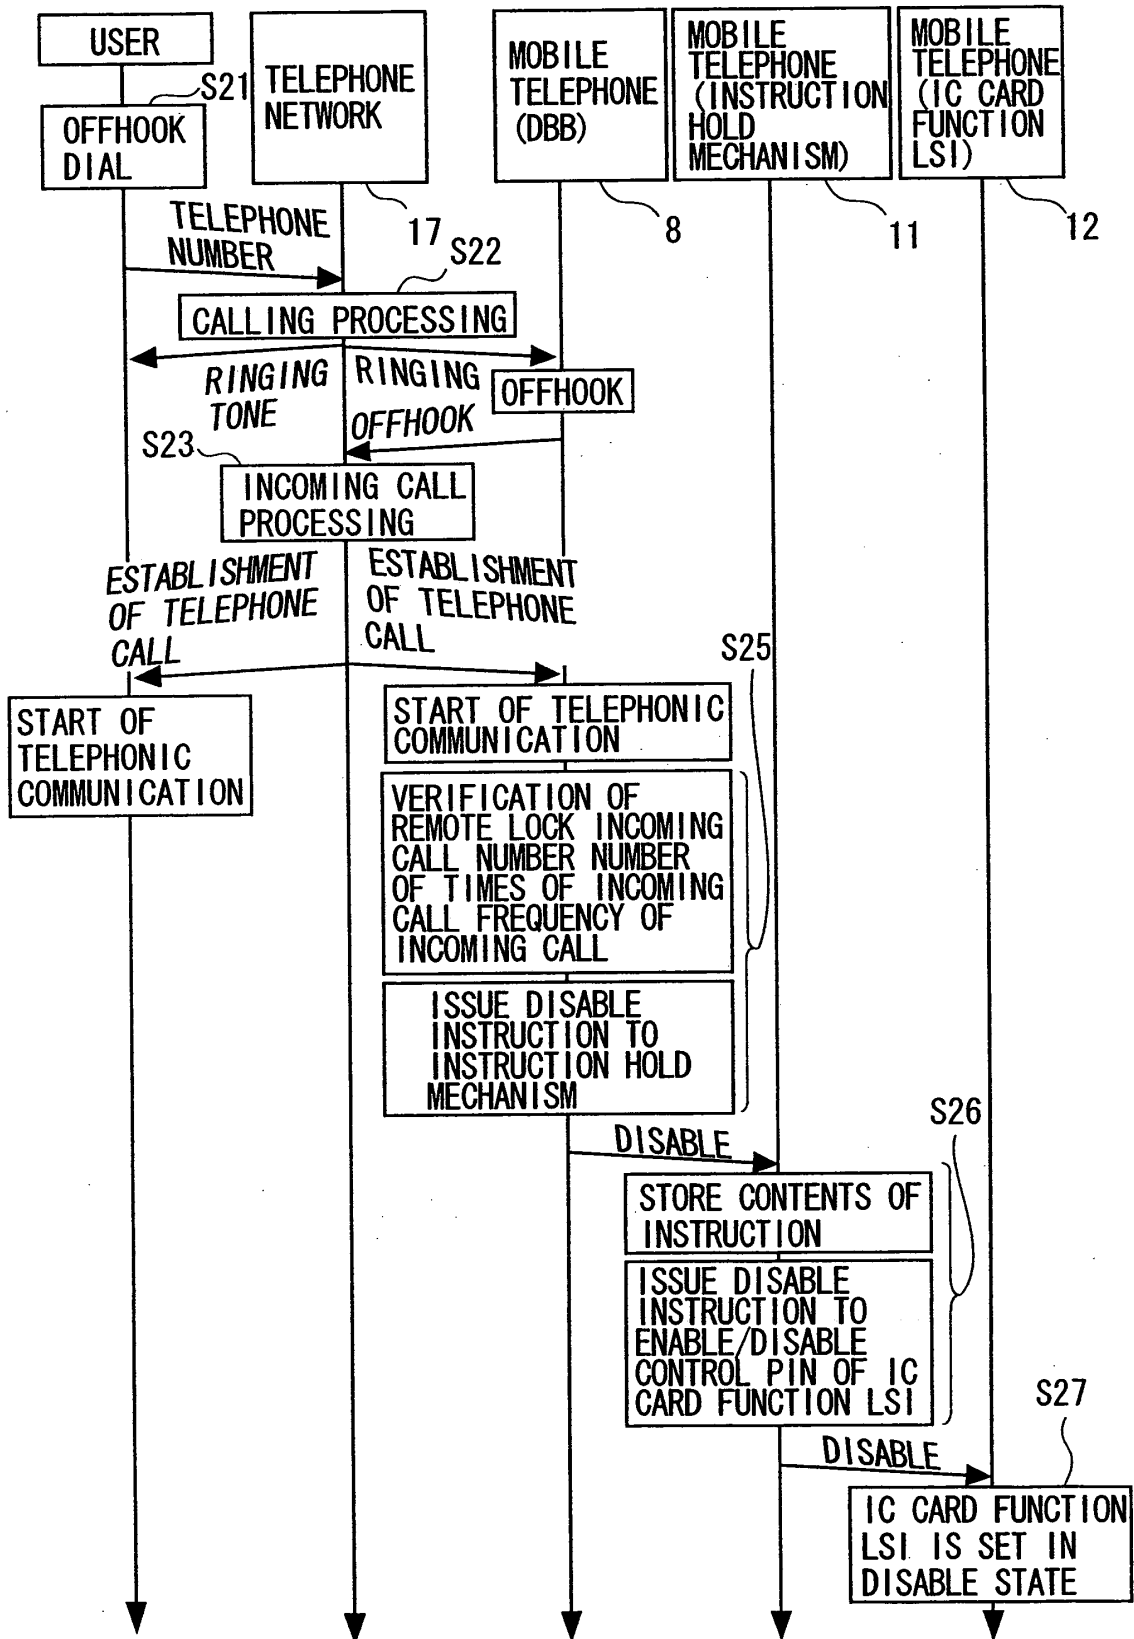 USER
TELEPHONE
NETWORK
MOBILE
TELEPHONE
(DBB)
MOBILE
TELEPHONE
(INSTRUCTION
HOLD
MECHANISM)
MOBILE
TELEPHONE
(IC CARD
FUNCTION
LSI)
S21
OFFHOOK
DIAL
17
8
11
12
TELEPHONE
NUMBER
S22
CALLING PROCESSING
RINGING
TONE
RINGING
OFFHOOK
OFFHOOK
S23
INCOMING CALL
PROCESSING
ESTABLISHMENT
OF TELEPHONE
CALL
ESTABLISHMENT
OF TELEPHONE
CALL
S25
START OF
TELEPHONIC
COMMUNICATION
START OF TELEPHONIC
COMMUNICATION
VERIFICATION OF
REMOTE LOCK INCOMING
CALL NUMBER NUMBER
OF TIMES OF INCOMING
CALL FREQUENCY OF
INCOMING CALL
ISSUE DISABLE
INSTRUCTION TO
INSTRUCTION HOLD
MECHANISM
S26
DISABLE
STORE CONTENTS OF
INSTRUCTION
ISSUE DISABLE
INSTRUCTION TO
ENABLE/DISABLE
CONTROL PIN OF IC
CARD FUNCTION LSI
S27
DISABLE
IC CARD FUNCTION
LSI IS SET IN
DISABLE STATE